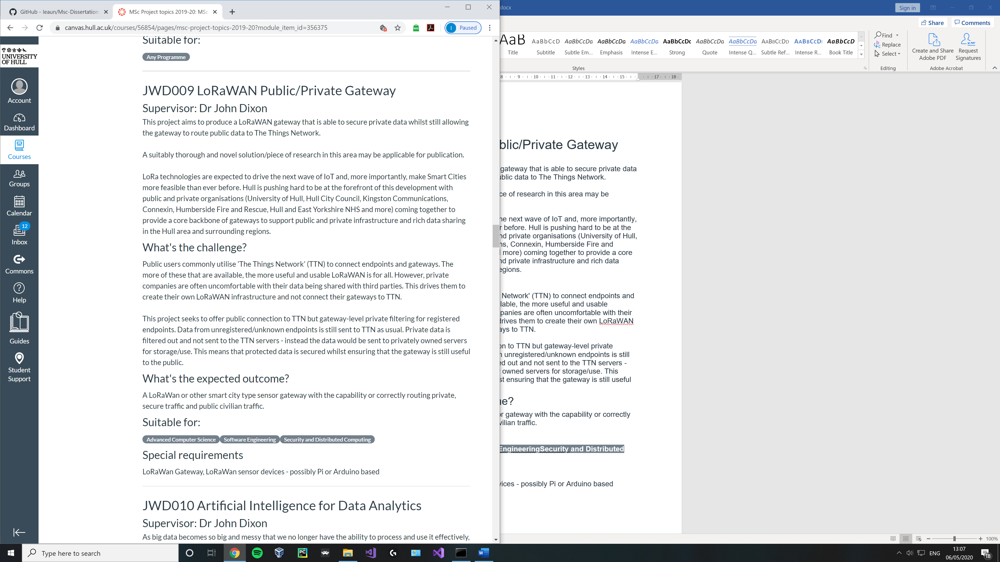 GitHub - leaun/Msc-Dissertation-
MSc Project topics 2019-20: MSc
canvas.hull.ac.uk/courses/56854/pages/msc-project-topics-2019-20?module_item_id=356375
Paused
docx
Sign in
Share
Comments
AaB
AaBbCcD
AaBbCcDa
AaBbCcDa
AaBbCcDa
AaBbCcDc
AaBbCcDa
AaBbCcDa
AaBbCcDd
AaBbCcDd
AaBbCcD
Title
Subtitle
Subtle Em...
Emphasis
Intense E...
Strong
Quote
Intense Q...
Subtle Ref...
Intense R...
Book Title
Styles
Find
Replace
Select
Editing
Create and Share
Adobe PDF
Request
Signatures
Adobe Acrobat
8 9 10 11 12 13 14 15 17 18
UNIVERSITY
OF HULL
Account
Dashboard
Courses
Groups
Calendar
12
Inbox
Commons
Help
Guides
Student
Support
Suitable for:
Any Programme
JWD009 LoRaWAN Public/Private Gateway
Supervisor: Dr John Dixon
This project aims to produce a LoRaWAN gateway that is able to secure private data whilst still allowing
the gateway to route public data to The Things Network.
A suitably thorough and novel solution/piece of research in this area may be applicable for publication.
LoRa technologies are expected to drive the next wave of IoT and, more importantly, make Smart Cities
more feasible than ever before. Hull is pushing hard to be at the forefront of this development with
public and private organisations (University of Hull, Hull City Council, Kingston Communications,
Connexin, Humberside Fire and Rescue, Hull and East Yorkshire NHS and more) coming together to
provide a core backbone of gateways to support public and private infrastructure and rich data sharing
in the Hull area and surrounding regions.
What's the challenge?
Public users commonly utilise 'The Things Network' (TTN) to connect endpoints and gateways. The
more of these that are available, the more useful and usable LoRaWAN is for all. However, private
companies are often uncomfortable with their data being shared with third parties. This drives them to
create their own LoRaWAN infrastructure and not connect their gateways to TTN.
This project seeks to offer public connection to TTN but gateway-level private filtering for registered
endpoints. Data from unregistered/unknown endpoints is still sent to TTN as usual. Private data is
filtered out and not sent to the TTN servers - instead the data would be sent to privately owned servers
for storage/use. This means that protected data is secured whilst ensuring that the gateway is still useful
to the public.
What's the expected outcome?
A LoRaWan or other smart city type sensor gateway with the capability or correctly routing private,
secure traffic and public civilian traffic.
Suitable for:
Advanced Computer Science Software Engineering Security and Distributed Computing
Special requirements
LoRaWan Gateway, LoRaWan sensor devices - possibly Pi or Arduino based
JWD010 Artificial Intelligence for Data Analytics
Supervisor: Dr John Dixon
As big data becomes so big and messy that we no longer have the ability to process and use it effectively,
blic/Private Gateway
gateway that is able to secure private data
ublic data to The Things Network.
ce of research in this area may be
he next wave of IoT and, more importantly,
r before. Hull is pushing hard to be at the
nd private organisations (University of Hull,
ns, Connexin, Humberside Fire and
more) coming together to provide a core
nd private infrastructure and rich data
egions.
Network' (TTN) to connect endpoints and
lable, the more useful and usable
panies are often uncomfortable with their
drives them to create their own LoRaWAN
ays to TTN.
on to TTN but gateway-level private
unregistered/unknown endpoints is still
ed out and not sent to the TTN servers -
owned servers for storage/use. This
st ensuring that the gateway is still useful
ne?
or gateway with the capability or correctly
vilian traffic.
EngineeringSecurity and Distributed
vices - possibly Pi or Arduino based
100%
Type here to search
ENG
13:07
06/05/2020
18